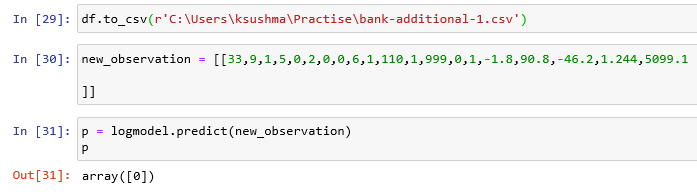 In [29]: df.to_csv(r'C:\Users\ksushma\Practise\bank-additional-1.csv')
In [30]: new_observation = [[33,9,1,5,0,2,0,0,6,1,110,1,999,0,1,-1.8,90.8,-46.2,1.244,5099.1
]]
In [31]: p = logmodel.predict(new_observation)
p
Out[31]: array([0])